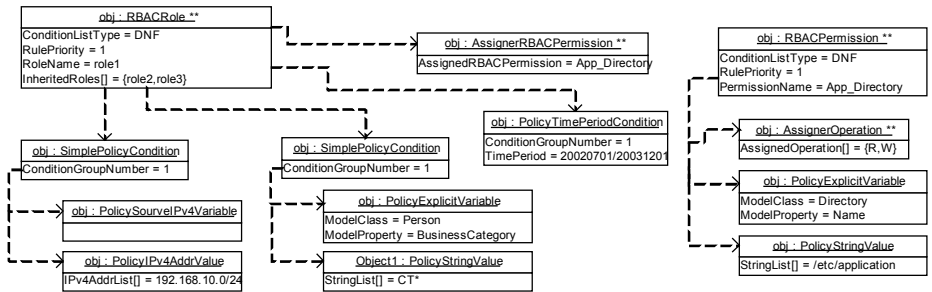 obj : RBACRole **
ConditionListType = DNF
RulePriority = 1
RoleName = role1
InheritedRoles[] = {role2,role3}
obj : AssignerRBACPermission **
AssignedRBACPermission = App_Directory
obj : RBACPermission **
ConditionListType = DNF
RulePriority = 1
PermissionName = App_Directory
obj : SimplePolicyCondition
ConditionGroupNumber = 1
obj : SimplePolicyCondition
ConditionGroupNumber = 1
obj : PolicyTimePeriodCondition
ConditionGroupNumber = 1
TimePeriod = 20020701/20031201
obj : AssignerOperation **
AssignedOperation[] = {R,W}
obj : PolicySourveIPv4Variable
obj : PolicyExplicitVariable
ModelClass = Person
ModelProperty = BusinessCategory
obj : PolicyExplicitVariable
ModelClass = Directory
ModelProperty = Name
obj : PolicyIPv4AddrValue
IPv4AddrList[] = 192.168.10.0/24
Object1 : PolicyStringValue
StringList[] = CT*
obj : PolicyStringValue
StringList[] = /etc/application